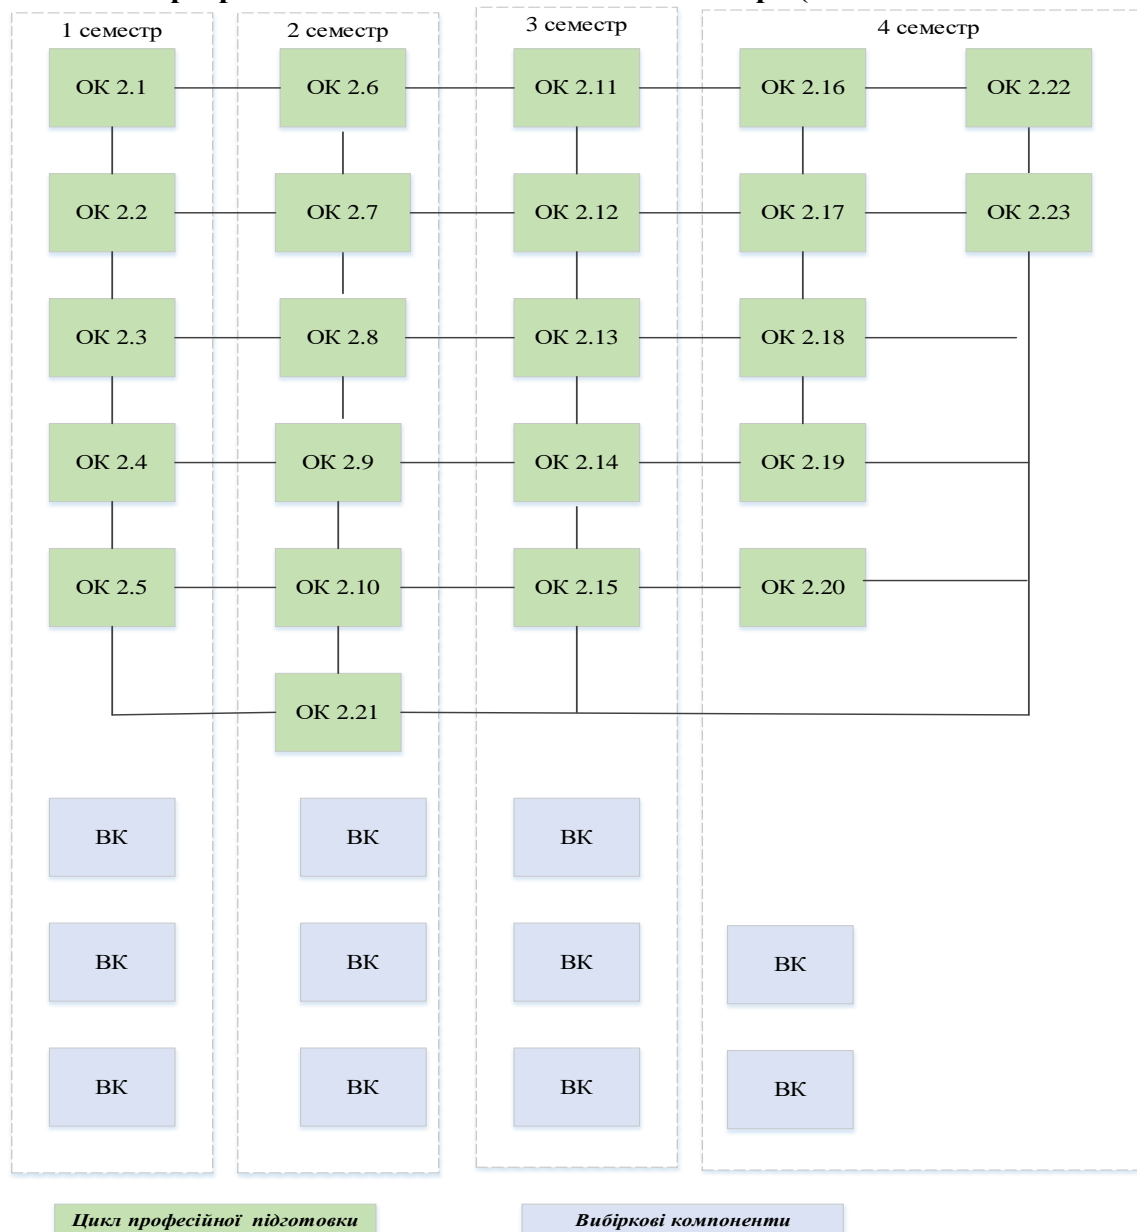 1 семестр 2 семестр 3 семестр 4 семестр
ОК 2.1 ОК 2.6 ОК 2.11 ОК 2.16 ОК 2.22
ОК 2.2 ОК 2.7 ОК 2.12 ОК 2.17 ОК 2.23
ОК 2.3 ОК 2.8 ОК 2.13 ОК 2.18
ОК 2.4 ОК 2.9 ОК 2.14 ОК 2.19
ОК 2.5 ОК 2.10 ОК 2.15 ОК 2.20
ОК 2.21
ВК ВК ВК
ВК ВК ВК ВК
ВК ВК ВК ВК
Цикл професійної підготовки Вибіркові компоненти